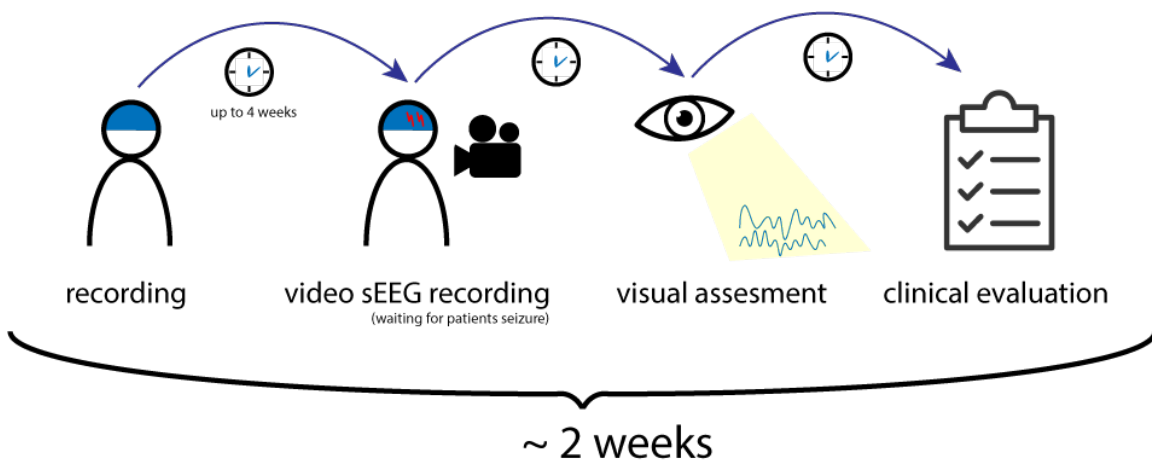 up to 4 weeks
recording
video sEEG recording
(waiting for patients seizure)
visual assesment
clinical evaluation
~ 2 weeks